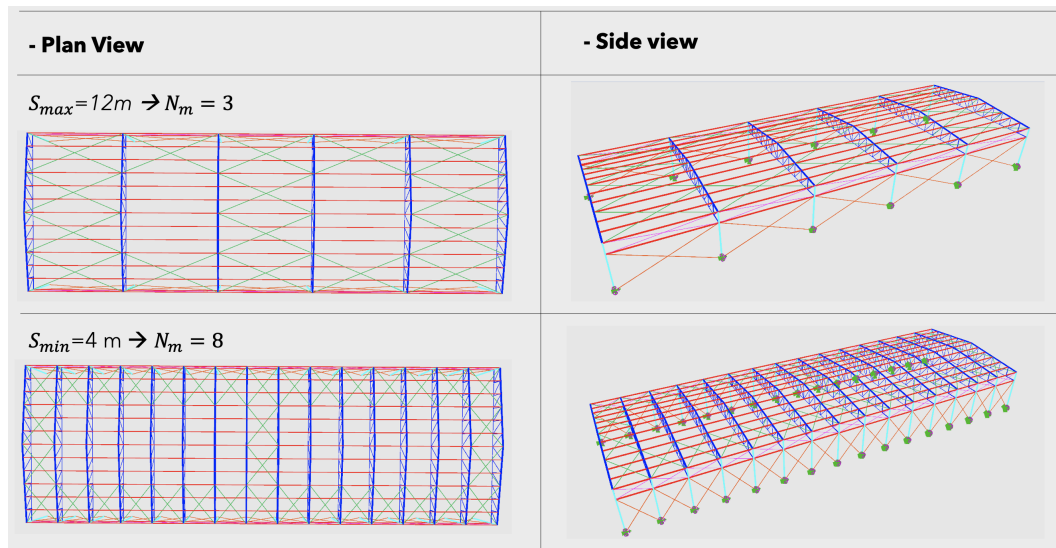 - Plan View
- Side view
S_max=12m → N_m = 3
S_min=4 m → N_m = 8